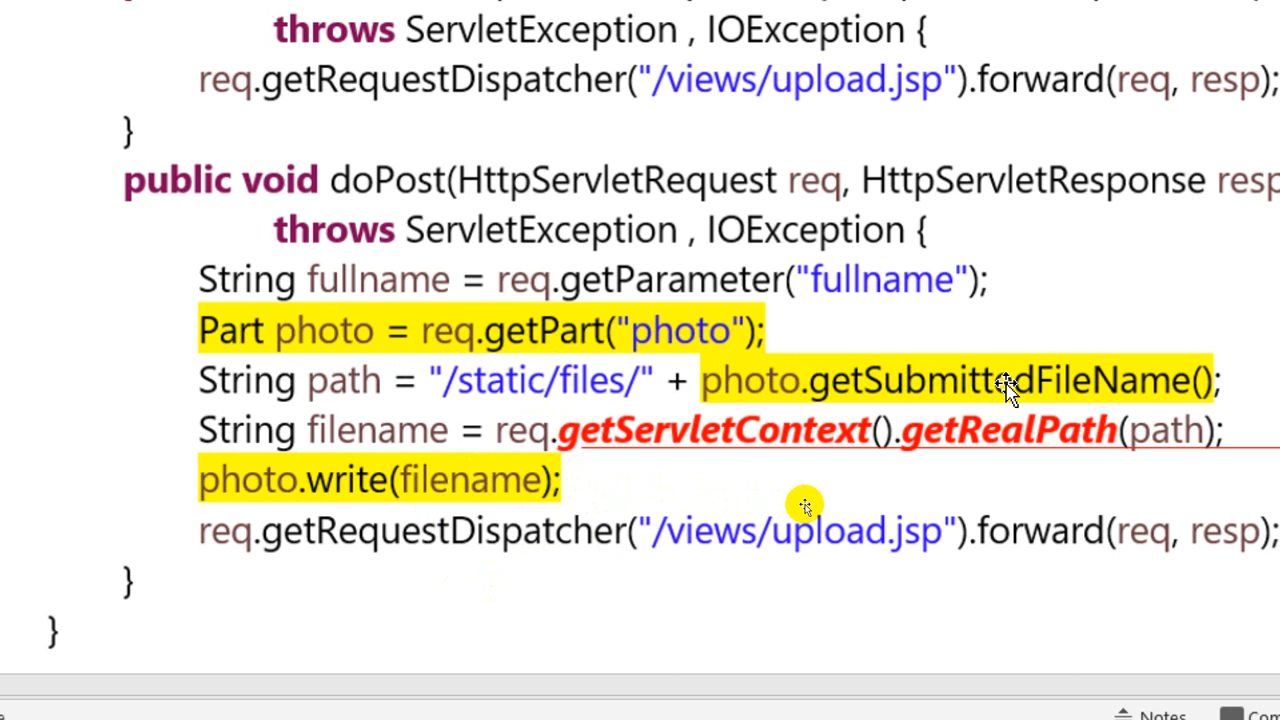 throws ServletException , IOException {
req.getRequestDispatcher("/views/upload.jsp").forward(req, resp);
}
public void doPost(HttpServletRequest req, HttpServletResponse resp
throws ServletException , IOException {
String fullname = req.getParameter("fullname");
Part photo = req.getPart("photo");
String path = "/static/files/" + photo.getSubmittedFileName();
String filename = req.getServletContext().getRealPath(path);
photo.write(filename);
req.getRequestDispatcher("/views/upload.jsp").forward(req, resp);
}
}
Notes